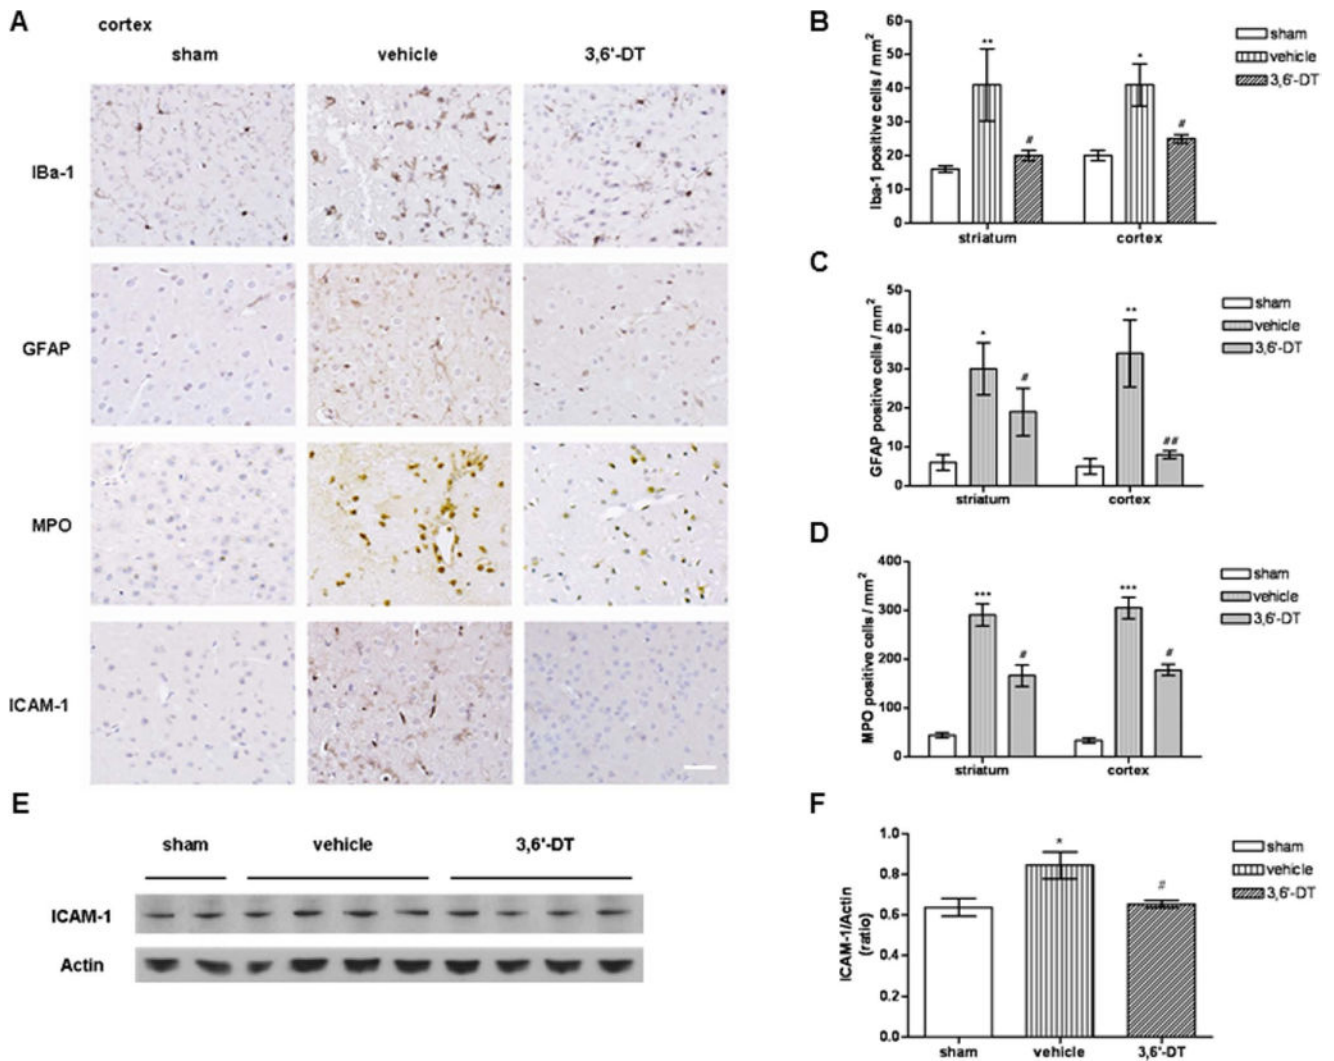 A
cortex
sham vehicle 3,6'-DT
IBa-1
GFAP
MPO
ICAM-1
B
Iba-1 positive cells / mm2
60
50
40
30
20
10
0
** # * #
striatum cortex
sham
vehicle
3,6'-DT
C
GFAP positive cells / mm2
50
40
30
20
10
0
* # ** ##
striatum cortex
sham
vehicle
3,6'-DT
D
MPO positive cells / mm2
400
300
200
100
0
*** # *** #
striatum cortex
sham
vehicle
3,6'-DT
E
sham vehicle 3,6'-DT
ICAM-1
Actin
F
ICAM-1/Actin
(ratio)
1.0
0.8
0.6
0.4
0.2
0.0
* #
sham vehicle 3,6'-DT
sham
vehicle
3,6'-DT